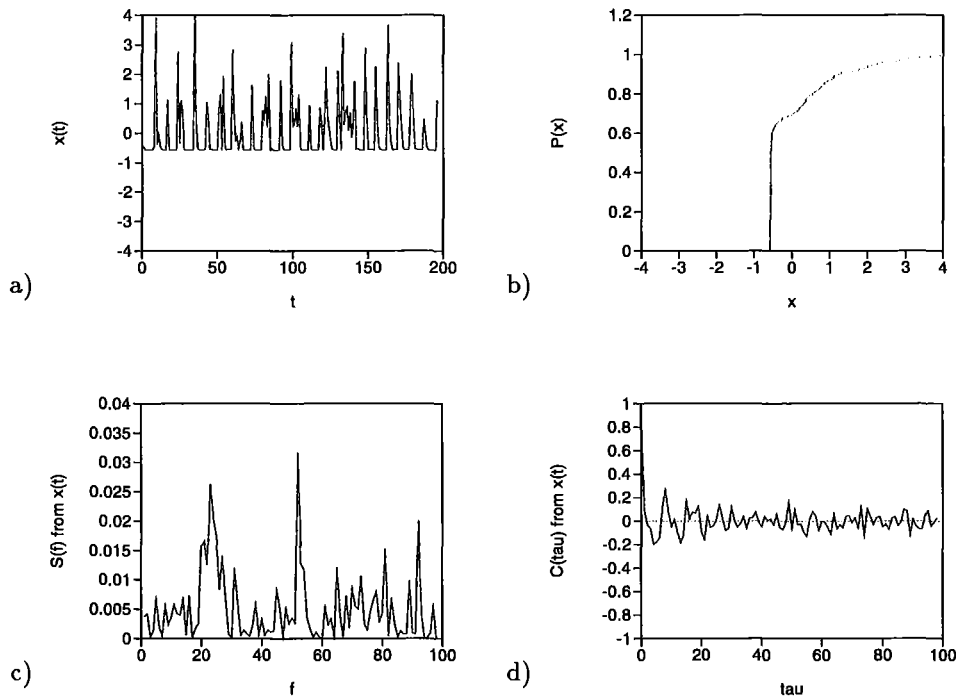 4
3
2
1
0
-1
-2
-3
-4
x(t)
0 50 100 150 200
t
a)
1.2
1
0.8
0.6
0.4
0.2
0
P(x)
-4 -3 -2 -1 0 1 2 3 4
x
b)
0.04
0.035
0.03
0.025
0.02
0.015
0.01
0.005
0
S(f) from x(t)
0 20 40 60 80 100
f
c)
1
0.8
0.6
0.4
0.2
0
-0.2
-0.4
-0.6
-0.8
-1
C(tau) from x(t)
0 20 40 60 80 100
tau
d)